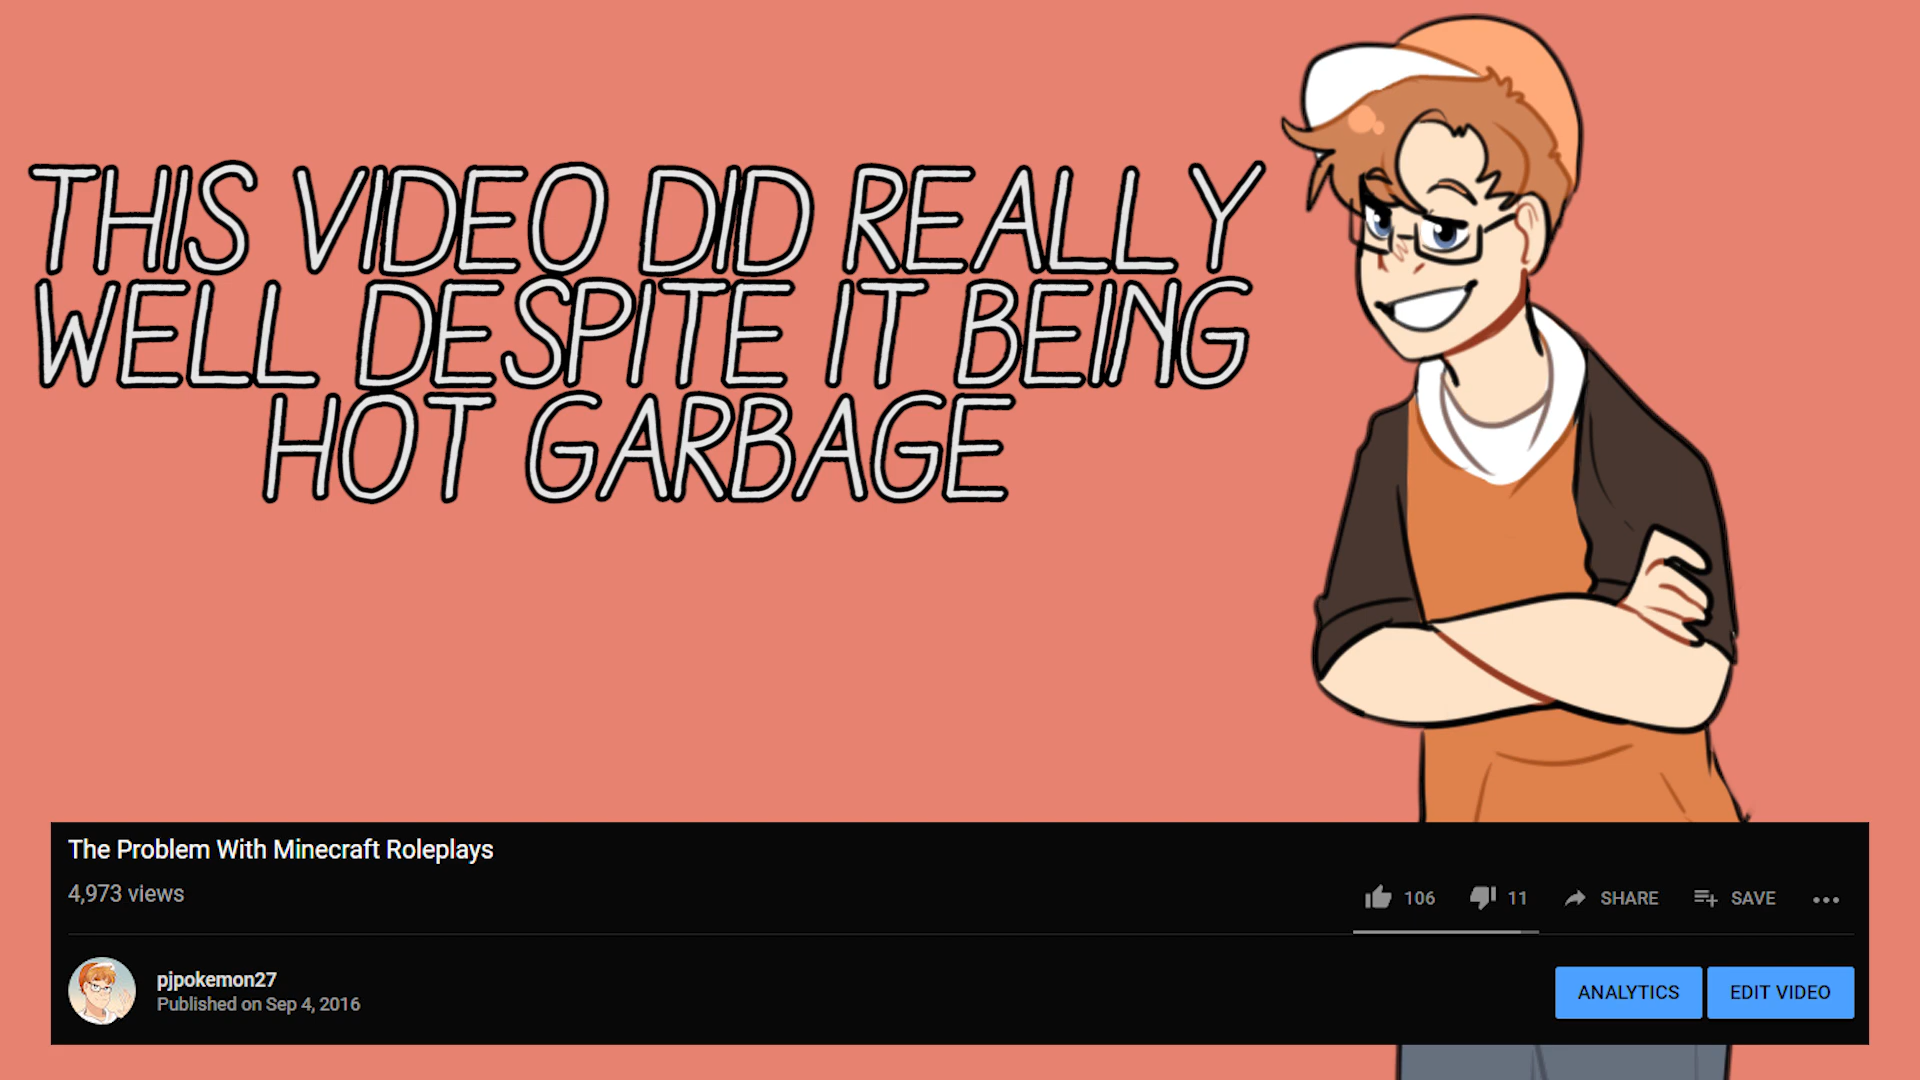 THIS VIDEO DID REALLY
WELL DESPITE IT BEING
HOT GARBAGE
The Problem With Minecraft Roleplays
4,973 views
106 11 SHARE SAVE
pjpokemon27
Published on Sep 4, 2016
ANALYTICS EDIT VIDEO